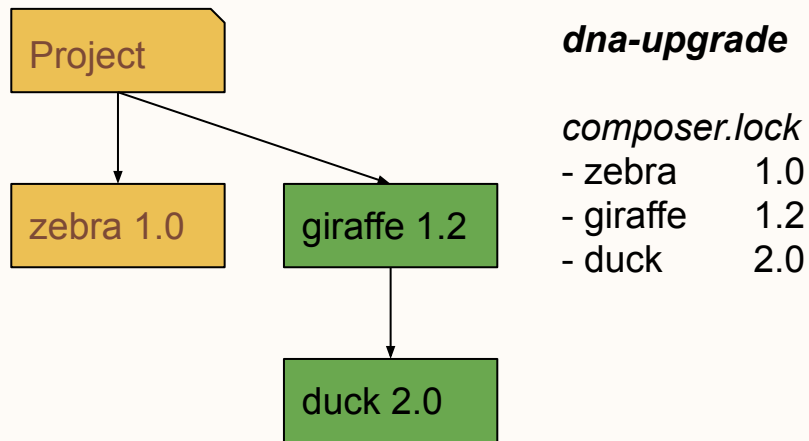 Project
zebra 1.0
giraffe 1.2
duck 2.0
dna-upgrade
composer.lock
- zebra 1.0
- giraffe 1.2
- duck 2.0